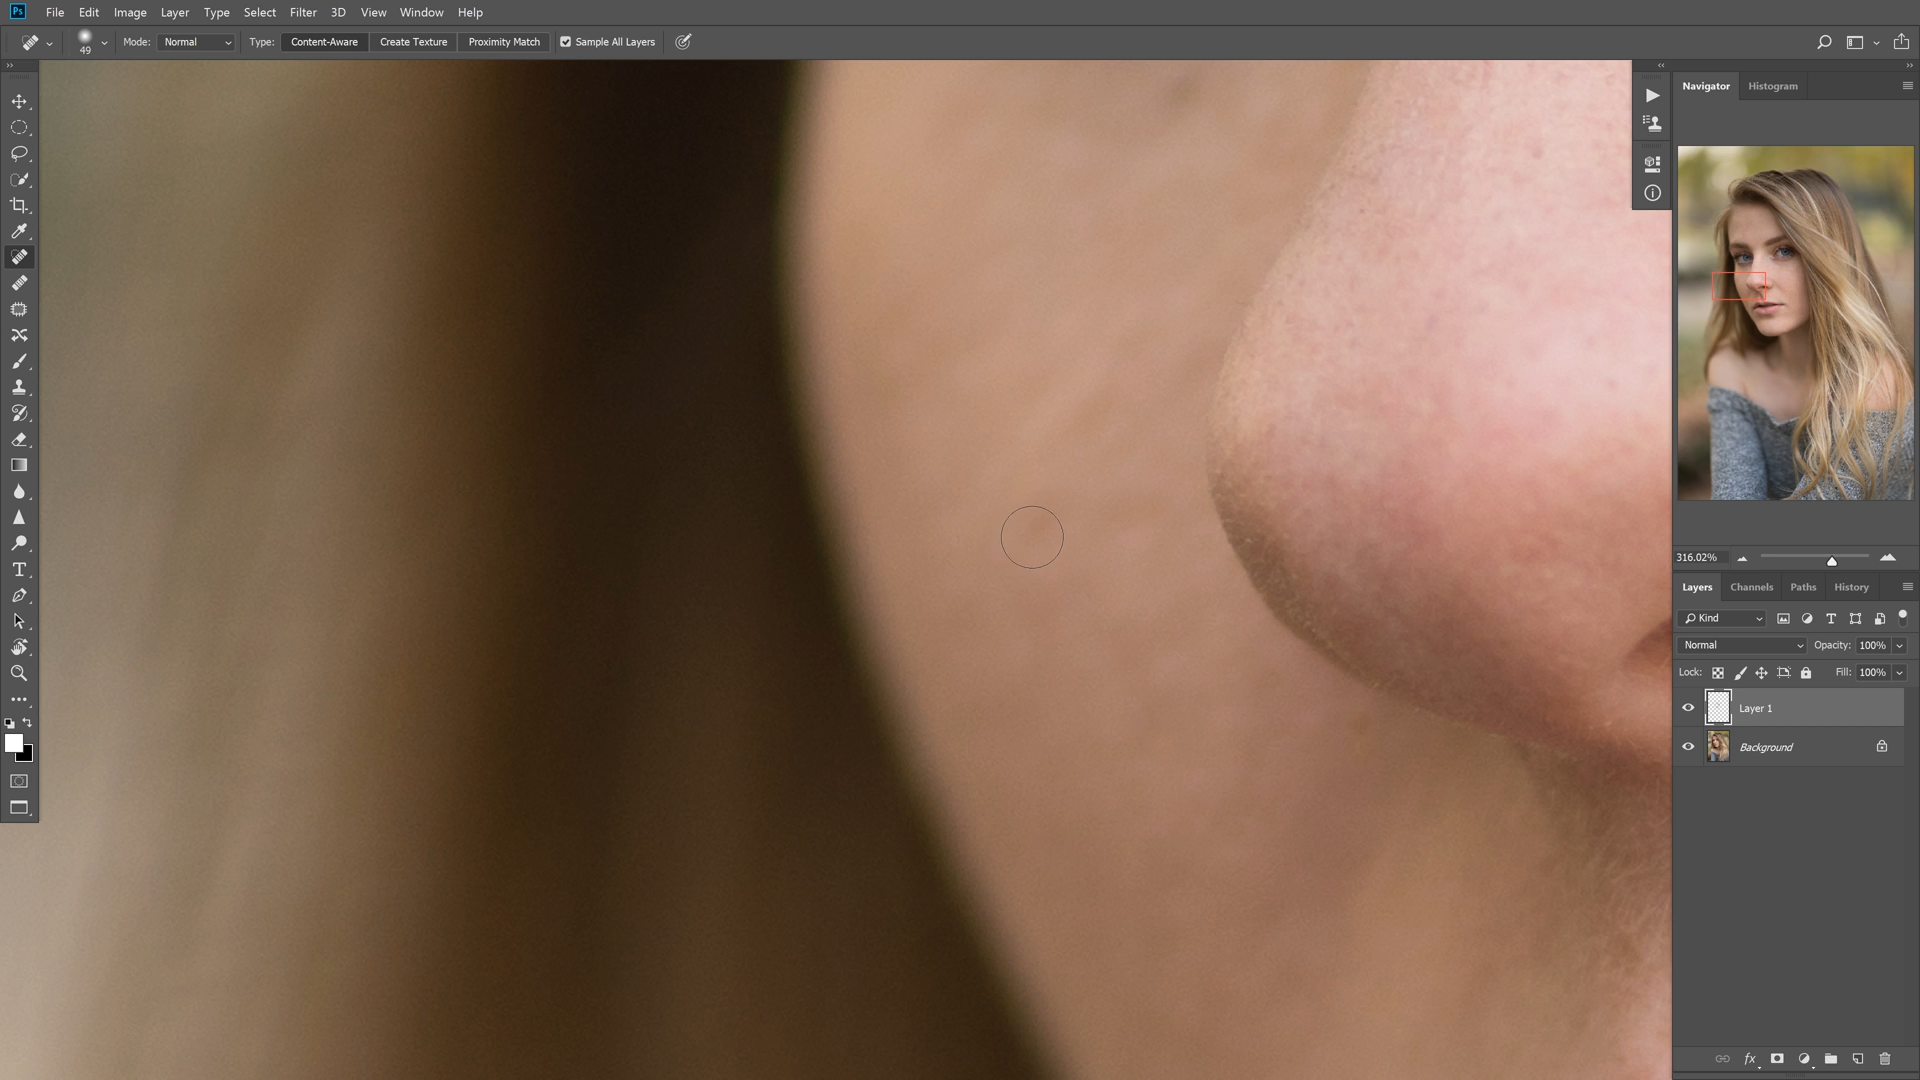 Ps File Edit Image Layer Type Select Filter 3D View Window Help
49 Mode: Normal Type: Content-Aware Create Texture Proximity Match Sample All Layers
Navigator Histogram
316.02%
Layers Channels Paths History
Kind
Normal Opacity: 100%
Lock: Fill: 100%
Layer 1
Background
fx